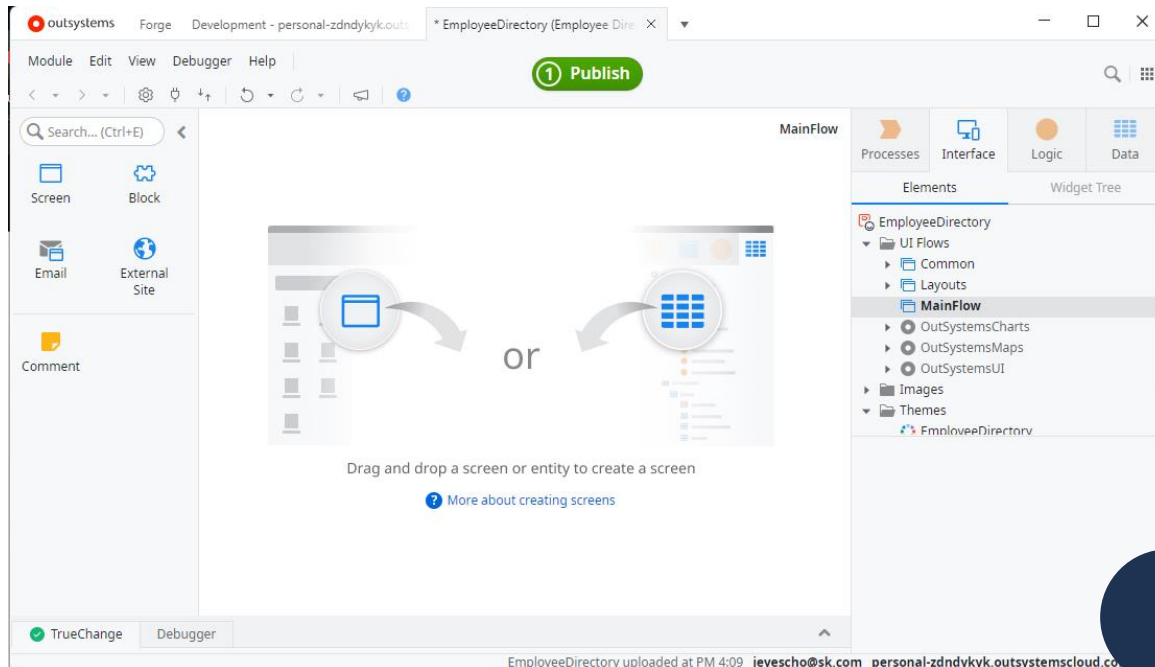 outsystems Forge Development - personal-zdndykyk.outs * EmployeeDirectory (Employee Dire
Module Edit View Debugger Help
1 Publish
Search... (Ctrl+E)
MainFlow
Processes Interface Logic Data
Screen Block
Elements Widget Tree
Email External Site
Comment
EmployeeDirectory
UI Flows
Common
Layouts
MainFlow
OutSystemsCharts
OutSystemsMaps
OutSystemsUI
Images
Themes
EmployeeDirectory
or
Drag and drop a screen or entity to create a screen
? More about creating screens
TrueChange Debugger
EmployeeDirectory uploaded at PM 4:09 jevescho@sk.com personal-zdndykyk.outsystemscloud.co